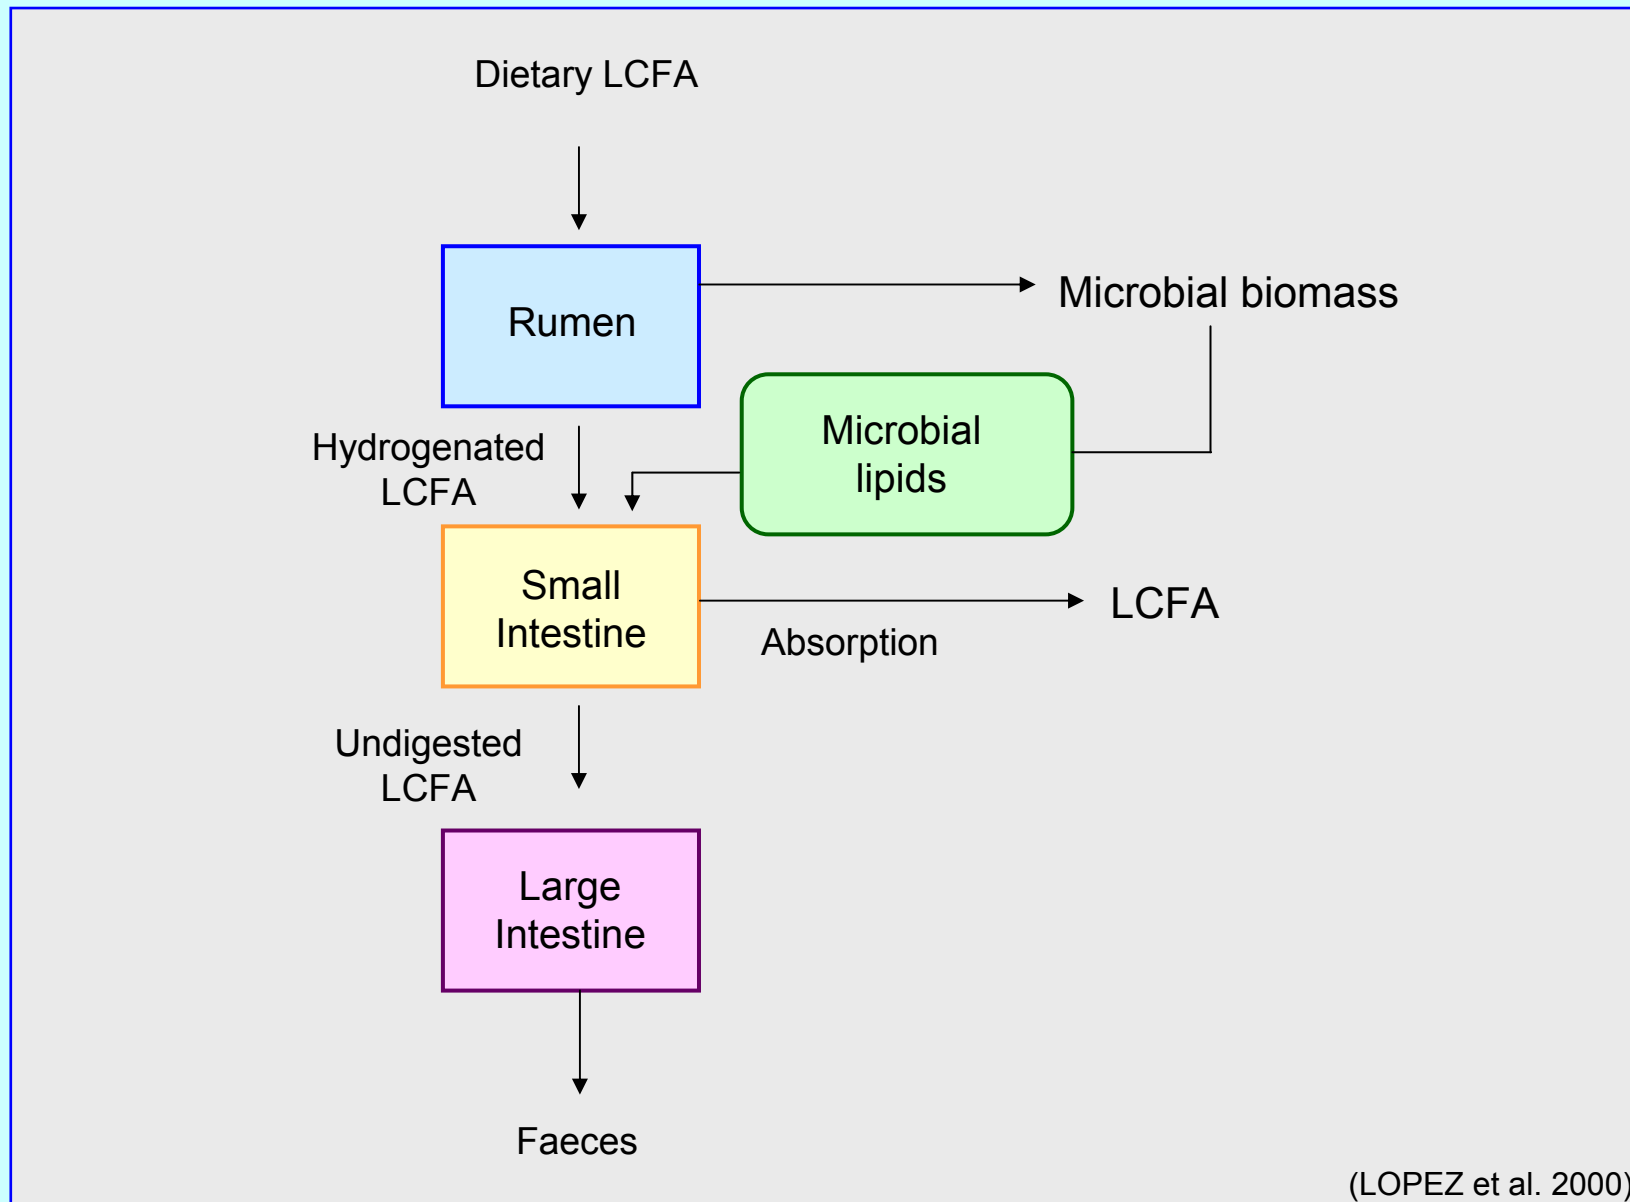 Dietary LCFA
Rumen
Microbial biomass
Hydrogenated
LCFA
Microbial
lipids
Small
Intestine
LCFA
Absorption
Undigested
LCFA
Large
Intestine
Faeces
(LOPEZ et al. 2000)